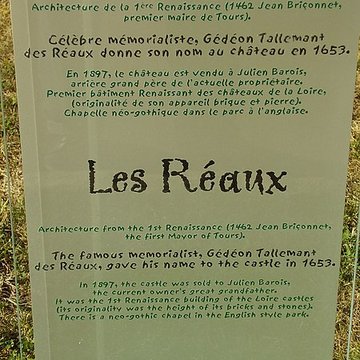 Architecture de la 1ère Renaissance (1462 Jean Briçonnet,
premier maire de Tours).
Célèbre mémorialiste, Gédéon Tallemant
des Réaux donne son nom au château en 1653.
En 1897, le château est vendu à Julien Barois,
arrière grand père de l'actuelle propriétaire.
Premier bâtiment Renaissant des châteaux de la Loire,
(originalité de son appareil brique et pierre).
Chapelle néo-gothique dans le parc à l'anglaise.
Les Réaux
Architecture from the 1st Renaissance (1462 Jean Briçonnet,
the first Mayor of Tours).
The famous memorialist, Gédéon Tallemant
des Réaux, gave his name to the castle in 1653.
In 1897, the castle was sold to Julien Barois,
the current owner's great grandfather.
It was the 1st Renaissance building of the Loire castles
(its originality was the height of its bricks and stones).
There is a neo-gothic chapel in the English style park.